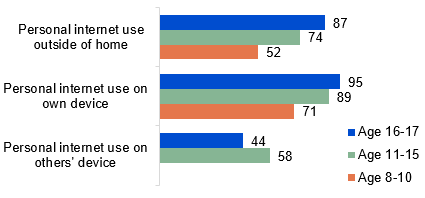 Personal internet use
outside of home
87
74
52
Personal internet use on
own device
95
89
71
Personal internet use on
others' device
44
58
Age 16-17
Age 11-15
Age 8-10